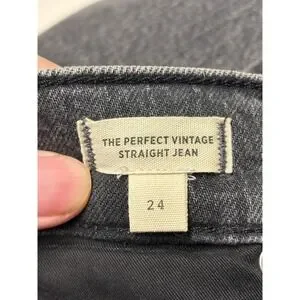 THE PERFECT VINTAGE
STRAIGHT JEAN
24